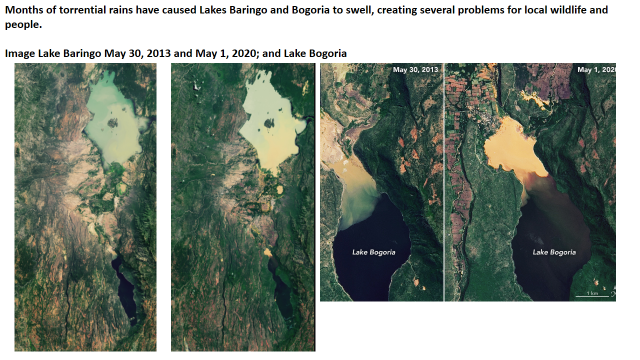 Months of torrential rains have caused Lakes Baringo and Bogoria to swell, creating several problems for local wildlife and
people.
Image Lake Baringo May 30, 2013 and May 1, 2020; and Lake Bogoria
May 30, 2013
May 1, 202
Lake Bogoria
Lake Bogoria
1 km